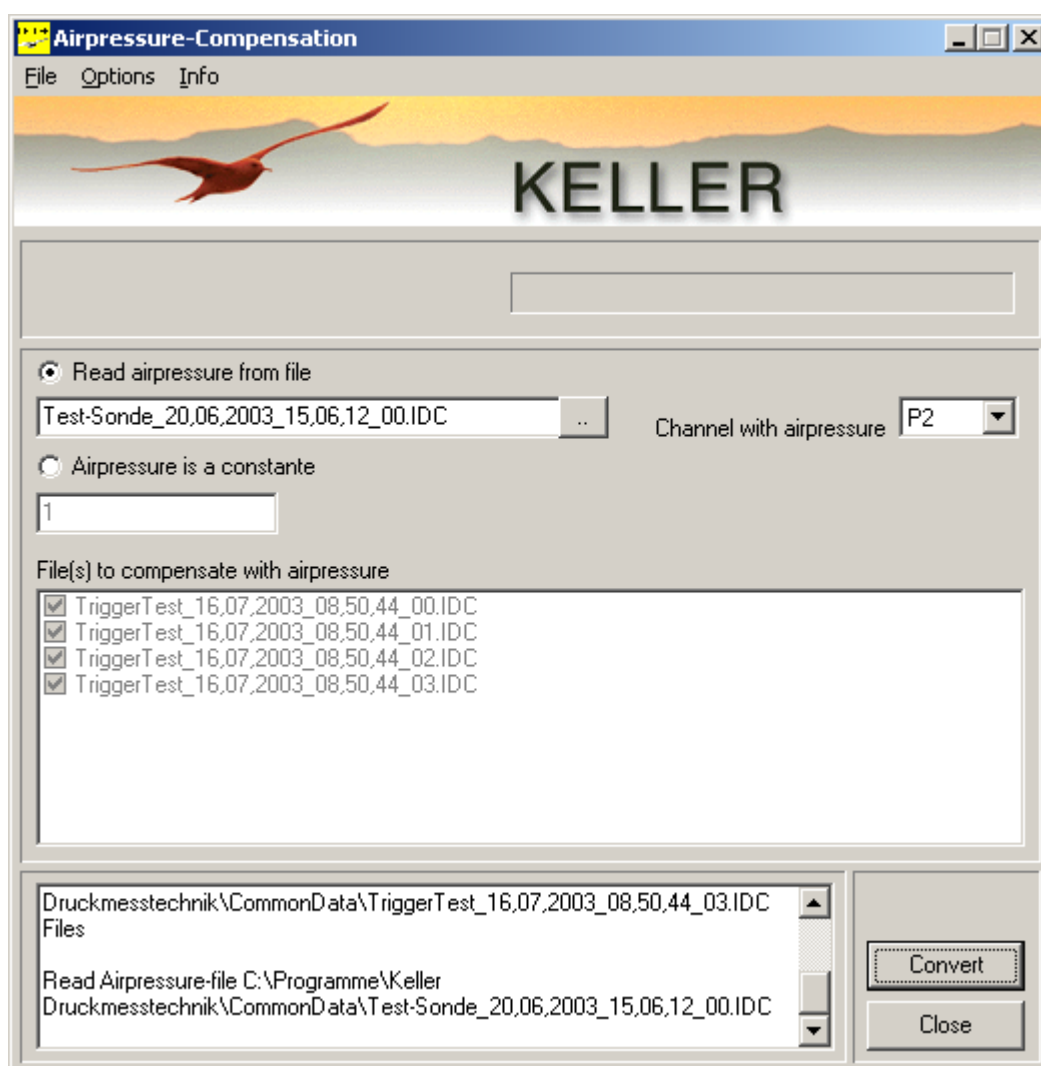 Airpressure-Compensation
File Options Info
KELLER
Read airpressure from file
Test-Sonde_20,06,2003_15,06,12_00.IDC .. Channel with airpressure P2
Airpressure is a constante
1
File(s) to compensate with airpressure
TriggerTest_16,07,2003_08,50,44_00.IDC
TriggerTest_16,07,2003_08,50,44_01.IDC
TriggerTest_16,07,2003_08,50,44_02.IDC
TriggerTest_16,07,2003_08,50,44_03.IDC
Druckmesstechnik\CommonData\TriggerTest_16,07,2003_08,50,44_03.IDC
Files
Read Airpressure-file C:\Programme\Keller
Druckmesstechnik\CommonData\Test-Sonde_20,06,2003_15,06,12_00.IDC
Convert
Close